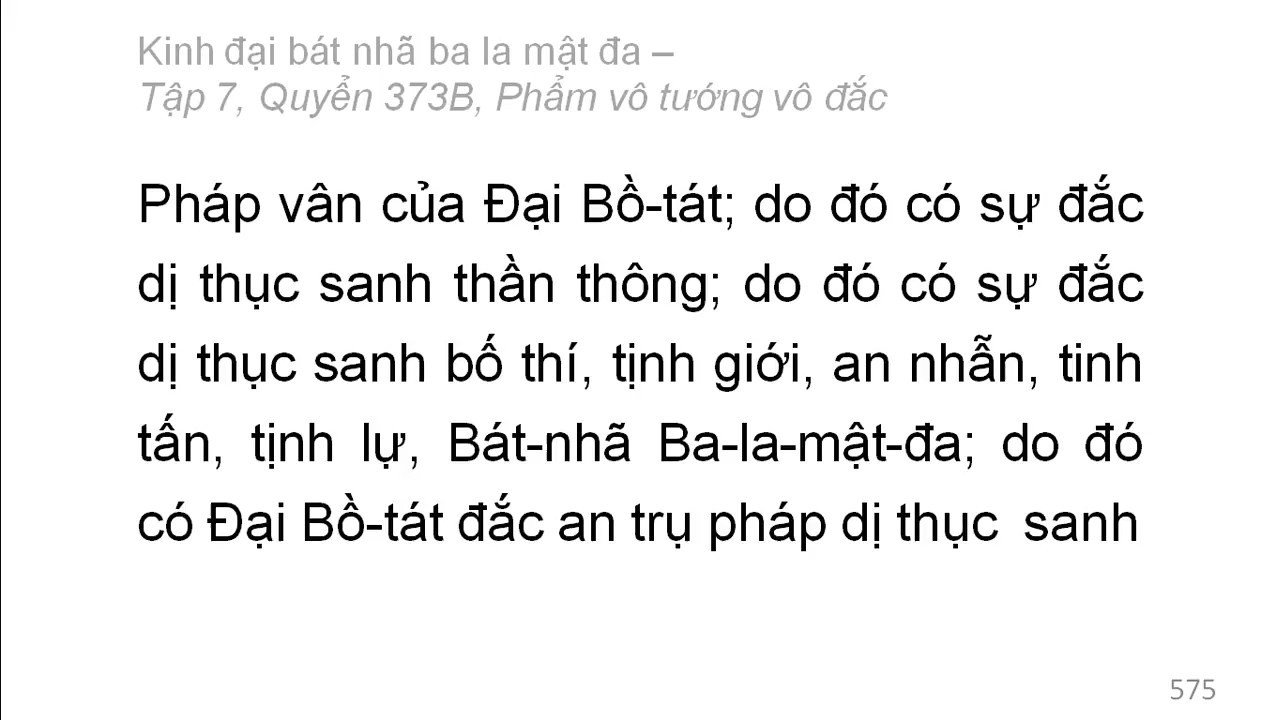 Kinh đại bát nhã ba la mật đa –
Tập 7, Quyển 373B, Phẩm vô tướng vô đắc
Pháp vân của Đại Bồ-tát; do đó có sự đắc
dị thục sanh thần thông; do đó có sự đắc
dị thục sanh bố thí, tịnh giới, an nhẫn, tinh
tấn, tịnh lự, Bát-nhã Ba-la-mật-đa; do đó
có Đại Bồ-tát đắc an trụ pháp dị thục sanh
575